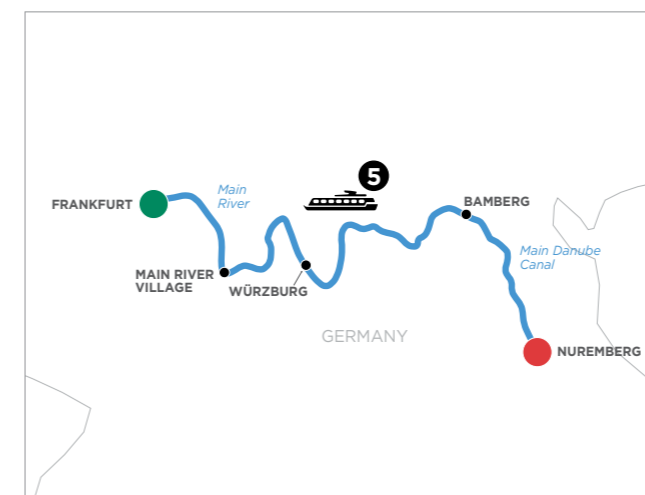 5
Main
River
FRANKFURT
BAMBERG
Main Danube
Canal
MAIN RIVER
VILLAGE
WÜRZBURG
GERMANY
NUREMBERG